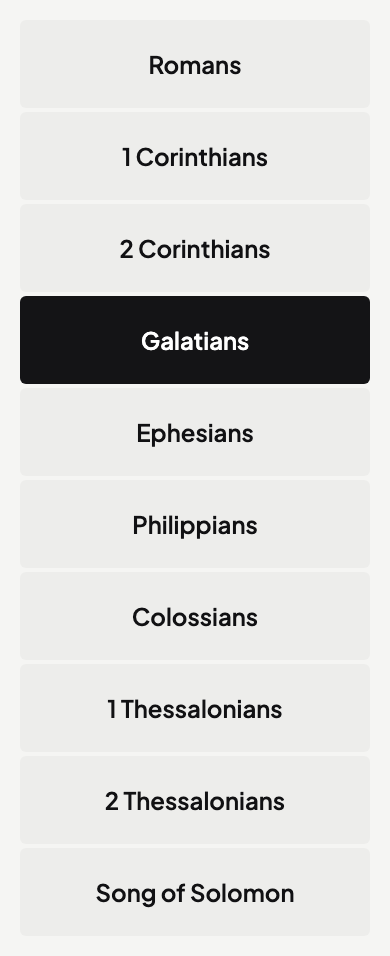 Romans
1 Corinthians
2 Corinthians
Galatians
Ephesians
Philippians
Colossians
1 Thessalonians
2 Thessalonians
Song of Solomon